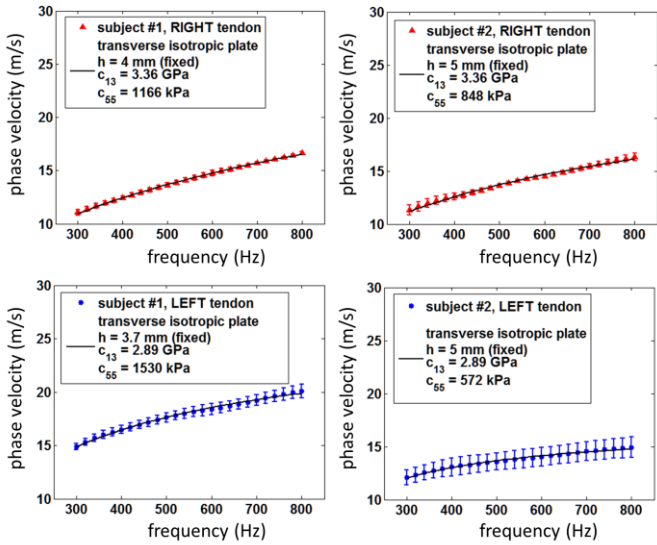 phase velocity (m/s)
30
25
20
15
10
subject #1, RIGHT tendon
transverse isotropic plate
h = 4 mm (fixed)
c13 = 3.36 GPa
c55 = 1166 kPa
300 400 500 600 700 800
frequency (Hz)
phase velocity (m/s)
30
25
20
15
10
subject #2, RIGHT tendon
transverse isotropic plate
h = 5 mm (fixed)
c13 = 3.36 GPa
c55 = 848 kPa
300 400 500 600 700 800
frequency (Hz)
phase velocity (m/s)
30
25
20
15
10
subject #1, LEFT tendon
transverse isotropic plate
h = 3.7 mm (fixed)
c13 = 2.89 GPa
c55 = 1530 kPa
300 400 500 600 700 800
frequency (Hz)
phase velocity (m/s)
30
25
20
15
10
subject #2, LEFT tendon
transverse isotropic plate
h = 5 mm (fixed)
c13 = 2.89 GPa
c55 = 572 kPa
300 400 500 600 700 800
frequency (Hz)